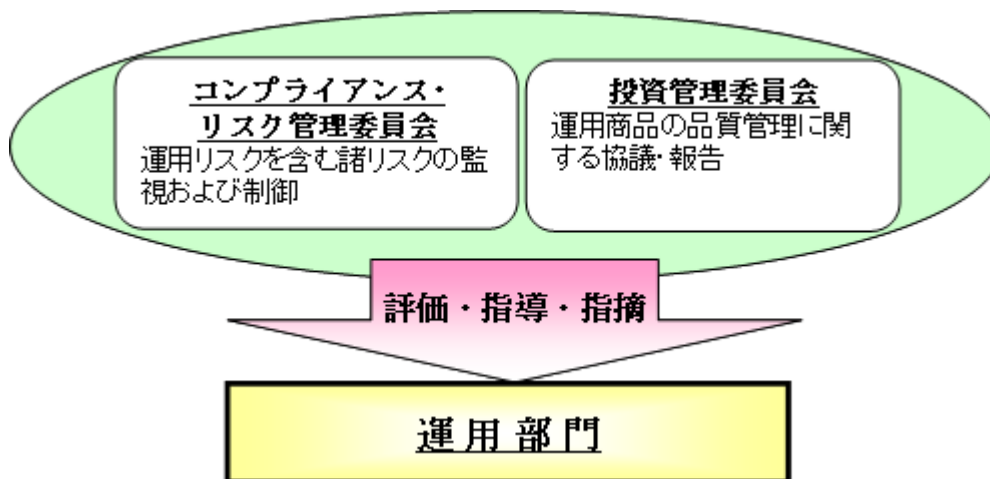 コンプライアンス・
リスク管理委員会
運用リスクを含む諸リスクの監
視および制御
投資管理委員会
運用商品の品質管理に関
する協議・報告
評価・指導・指摘
運用部門